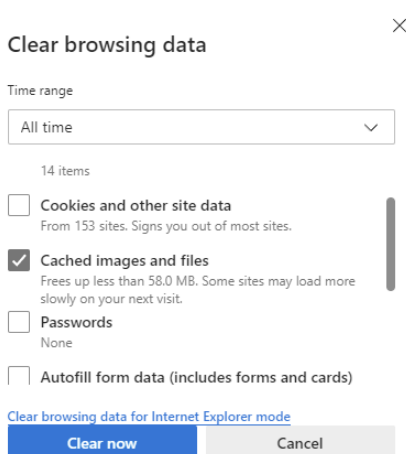 Clear browsing data
Time range
All time
14 items
Cookies and other site data
From 153 sites. Signs you out of most sites.
Cached images and files
Frees up less than 58.0 MB. Some sites may load more
slowly on your next visit.
Passwords
None
Autofill form data (includes forms and cards)
Clear browsing data for Internet Explorer mode
Clear now
Cancel